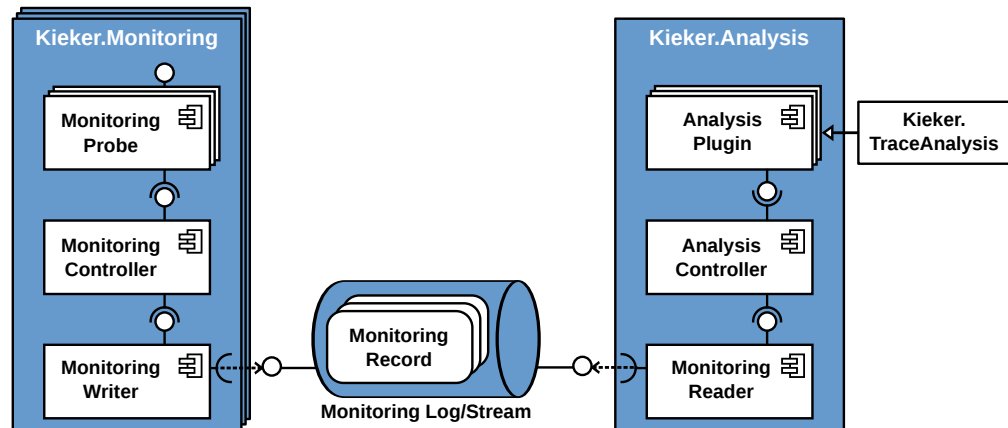 Kieker.Monitoring
Monitoring
Probe
Monitoring
Controller
Monitoring
Writer
Monitoring
Record
Monitoring Log/Stream
Kieker.Analysis
Analysis
Plugin
Analysis
Controller
Monitoring
Reader
Kieker.
TraceAnalysis